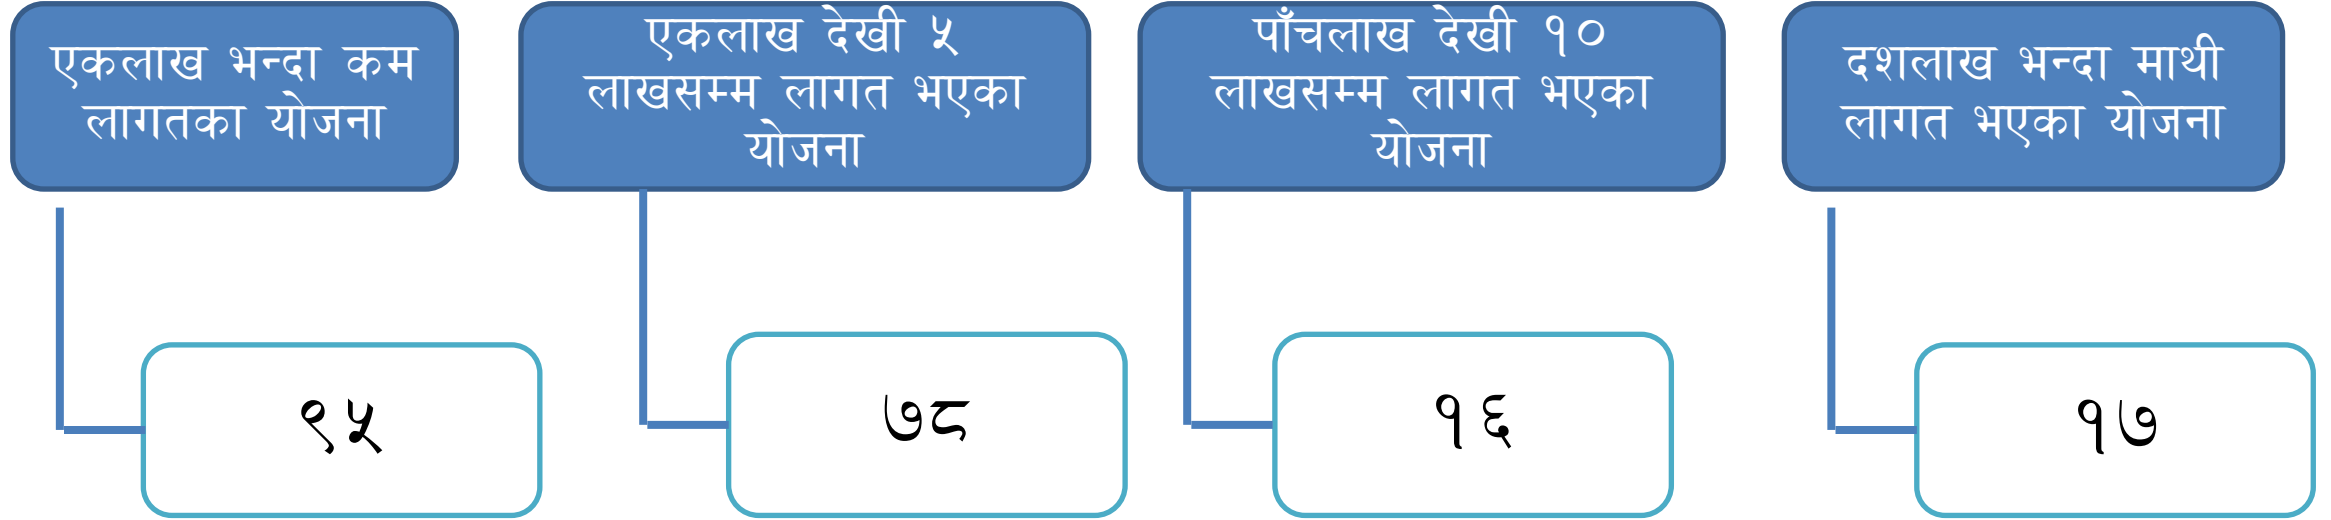 एकलाख भन्दा कम
लागतका योजना
९५
एकलाख देखी ५
लाखसम्म लागत भएका
योजना
७८
पाँचलाख देखी १०
लाखसम्म लागत भएका
योजना
१६
दशलाख भन्दा माथी
लागत भएका योजना
१७